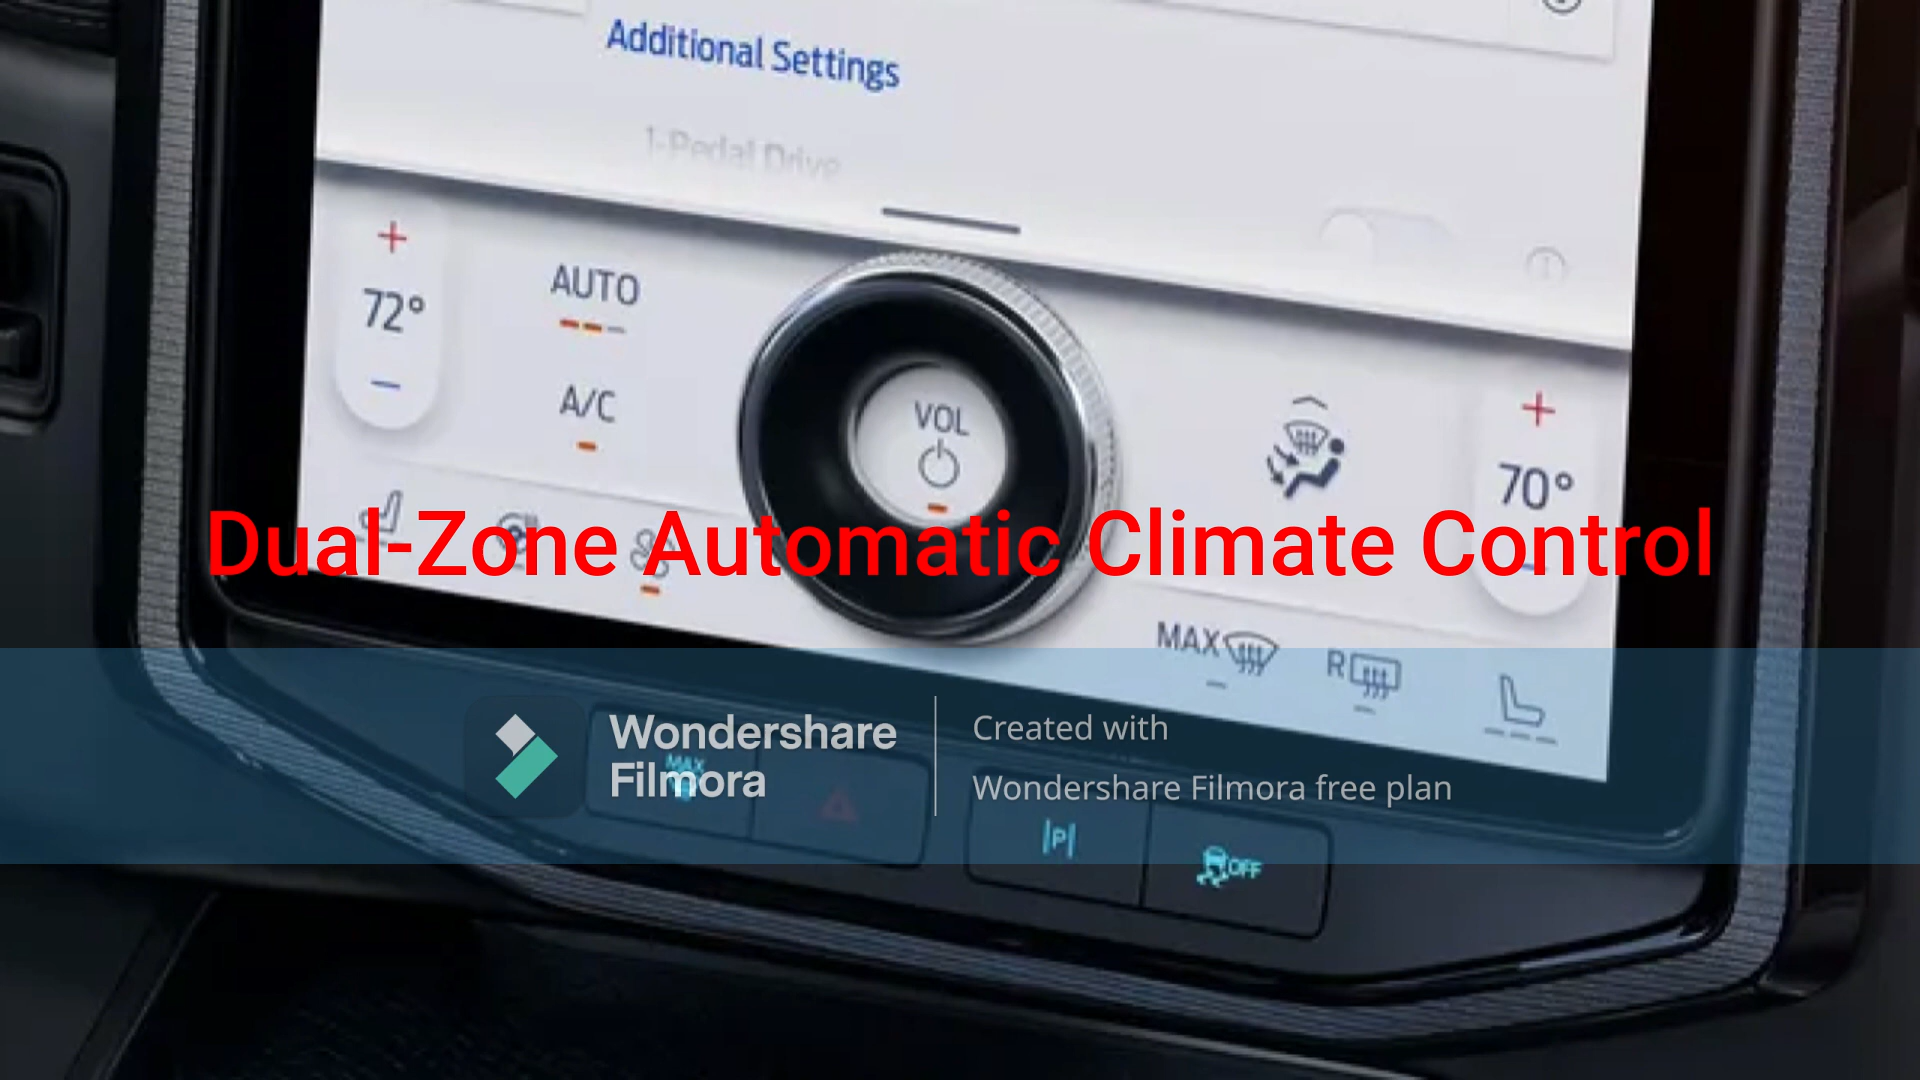 Additional Settings
1-Pedal Drive
72°
AUTO
A/C
VOL
70°
Dual-Zone Automatic Climate Control
MAX
R
Wondershare
Filmora
Created with
Wondershare Filmora free plan
MAX
P
OFF